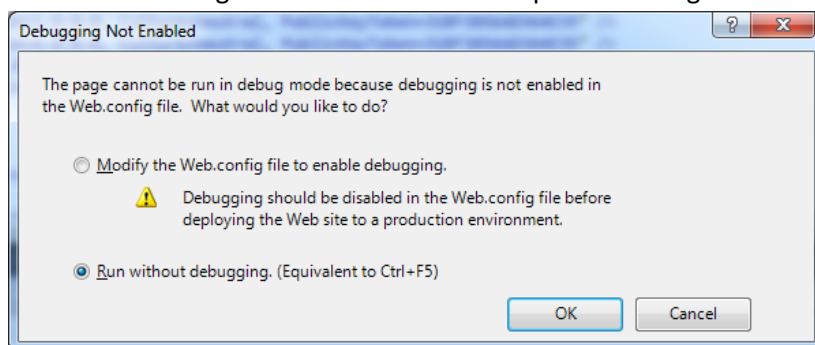 Debugging Not Enabled
The page cannot be run in debug mode because debugging is not enabled in
the Web.config file. What would you like to do?
Modify the Web.config file to enable debugging.
Debugging should be disabled in the Web.config file before
deploying the Web site to a production environment.
Run without debugging. (Equivalent to Ctrl+F5)
OK Cancel